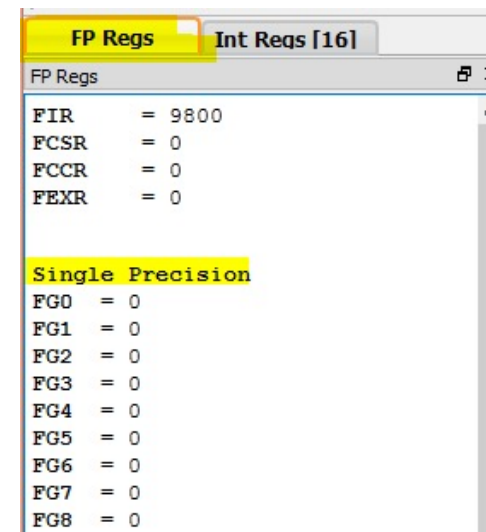 FP Regs Int Regs [16]
FP Regs
FIR = 9800
FCSR = 0
FCCR = 0
FEXR = 0
Single Precision
FG0 = 0
FG1 = 0
FG2 = 0
FG3 = 0
FG4 = 0
FG5 = 0
FG6 = 0
FG7 = 0
FG8 = 0